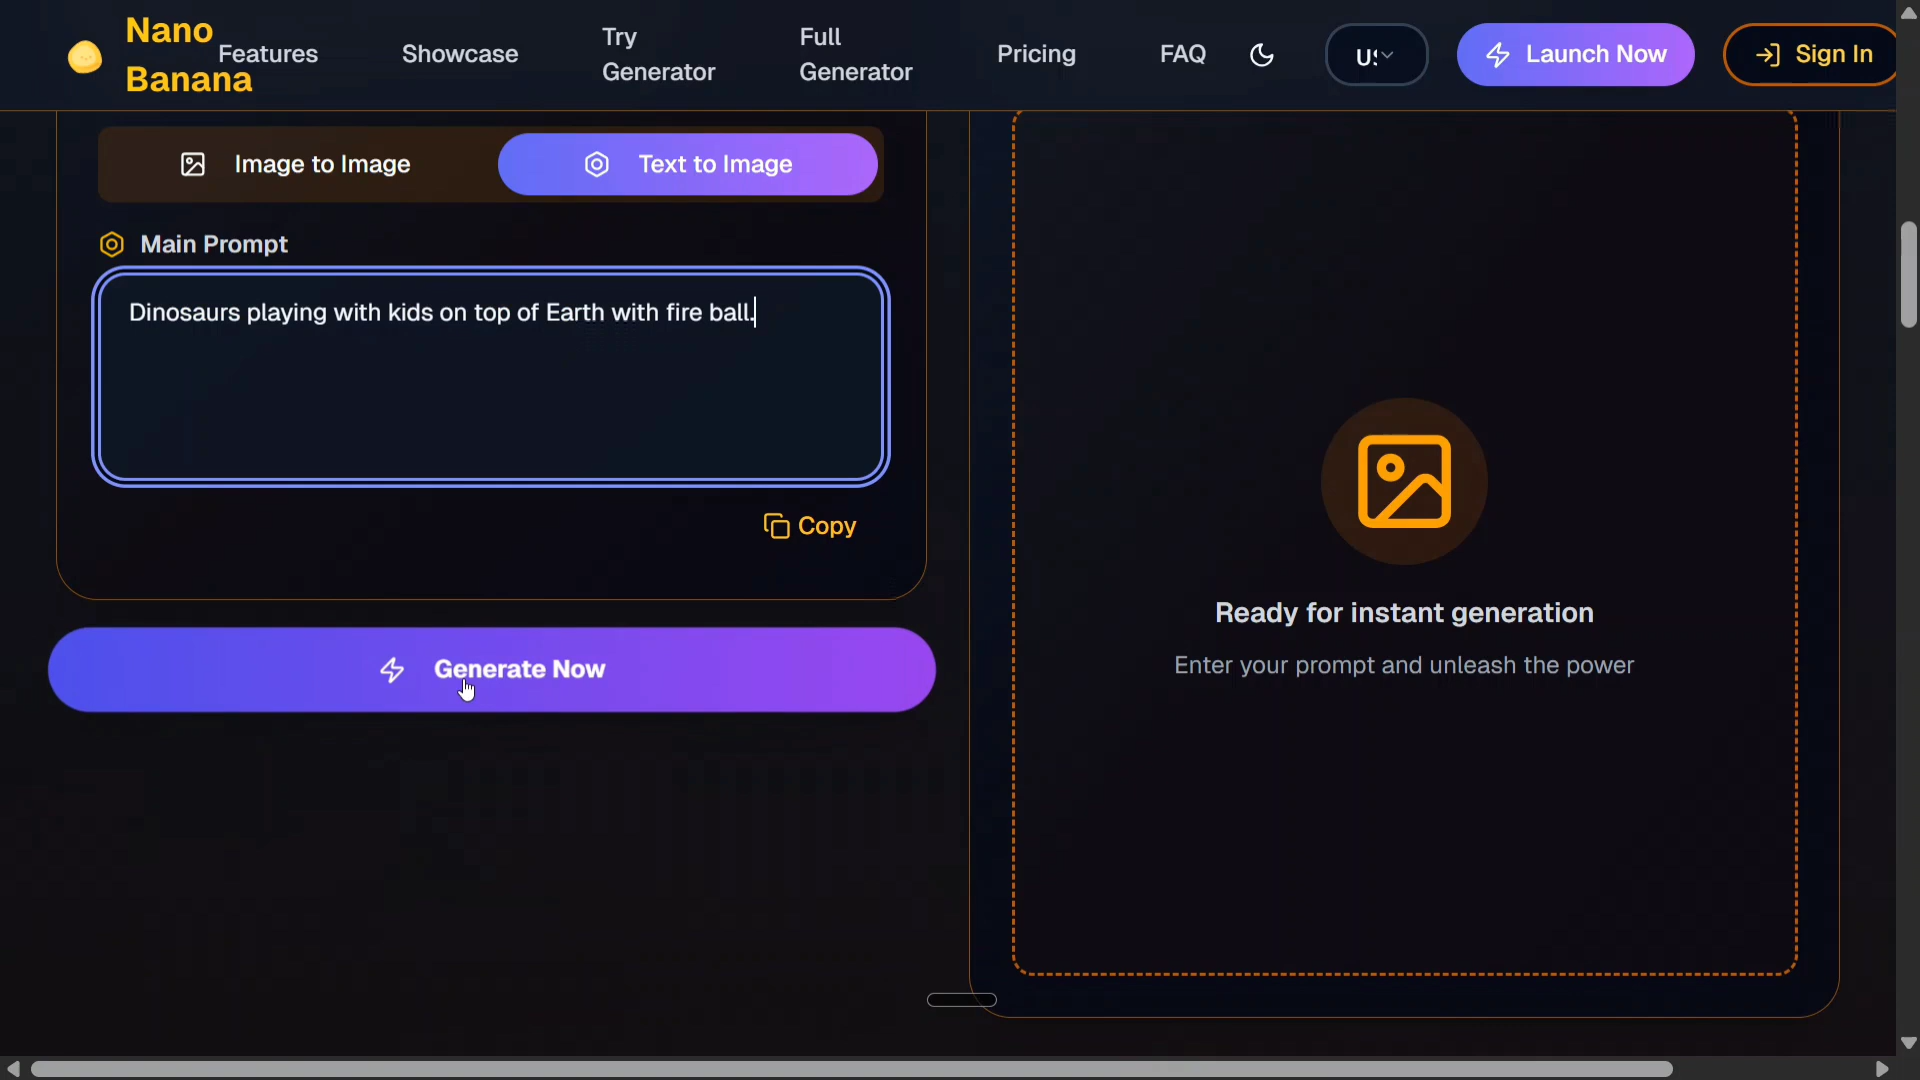 Nano
Banana
Features
Showcase
Try
Generator
Full
Generator
Pricing
FAQ
Launch Now
Sign In
Image to Image
Text to Image
Main Prompt
Dinosaurs playing with kids on top of Earth with fire ball.
Copy
Generate Now
Ready for instant generation
Enter your prompt and unleash the power